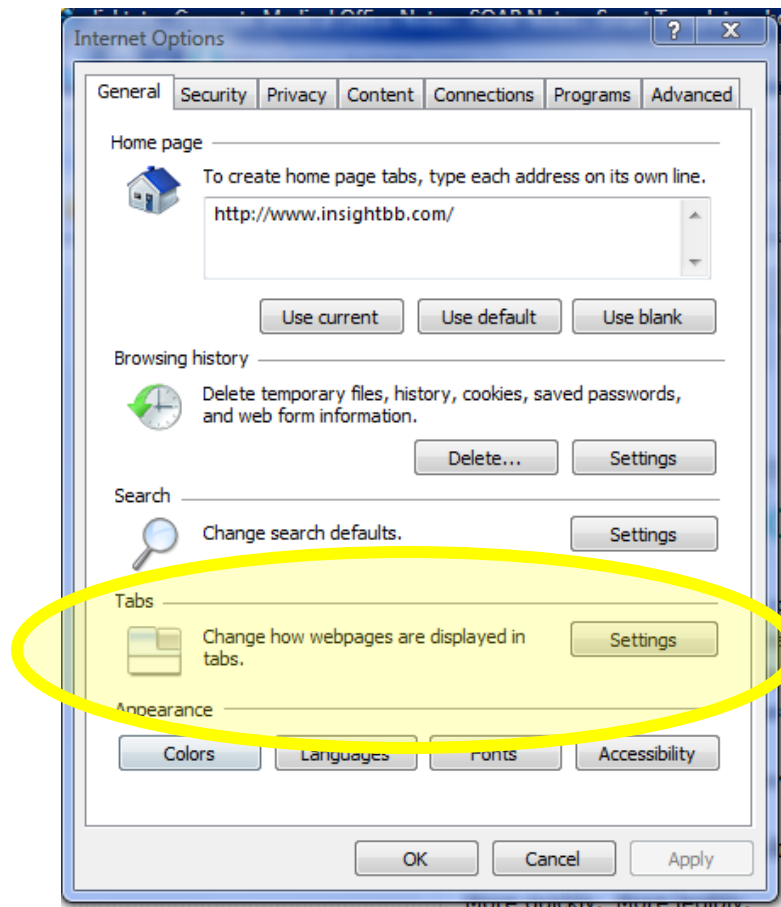 Internet Options
?
X
General Security Privacy Content Connections Programs Advanced
Home page
To create home page tabs, type each address on its own line.
http://www.insightbb.com/
Use current Use default Use blank
Browsing history
Delete temporary files, history, cookies, saved passwords,
and web form information.
Delete... Settings
Search
Change search defaults. Settings
Tabs
Change how webpages are displayed in
tabs.
Settings
Appearance
Colors Languages Fonts Accessibility
OK Cancel Apply